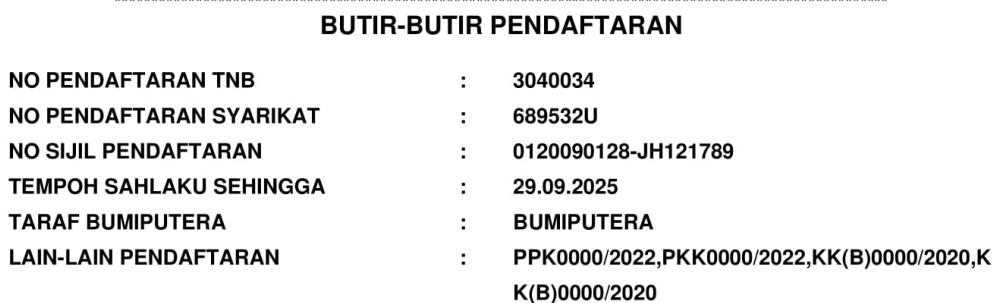 BUTIR-BUTIR PENDAFTARAN
NO PENDAFTARAN TNB : 3040034
NO PENDAFTARAN SYARIKAT : 689532U
NO SIJIL PENDAFTARAN : 0120090128-JH121789
TEMPOH SAHLAKU SEHINGGA : 29.09.2025
TARAF BUMIPUTERA : BUMIPUTERA
LAIN-LAIN PENDAFTARAN : PPK0000/2022,PKK0000/2022,KK(B)0000/2020,K
K(B)0000/2020